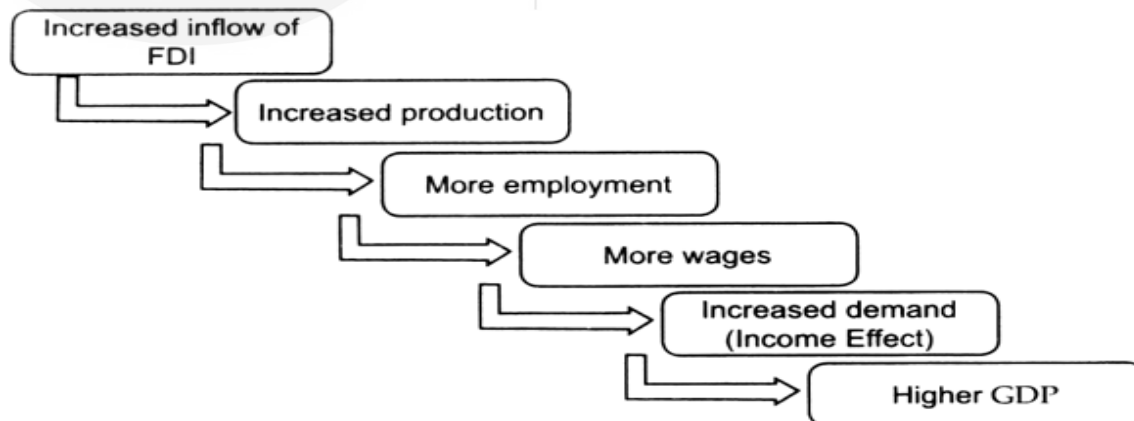 Increased inflow of
FDI
Increased production
More employment
More wages
Increased demand
(Income Effect)
Higher GDP